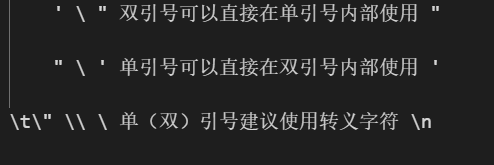 ' \ " 双引号可以直接在单引号内部使用 "
" \ ' 单引号可以直接在双引号内部使用 '
\t\" \\ \ 单（双）引号建议使用转义字符 \n